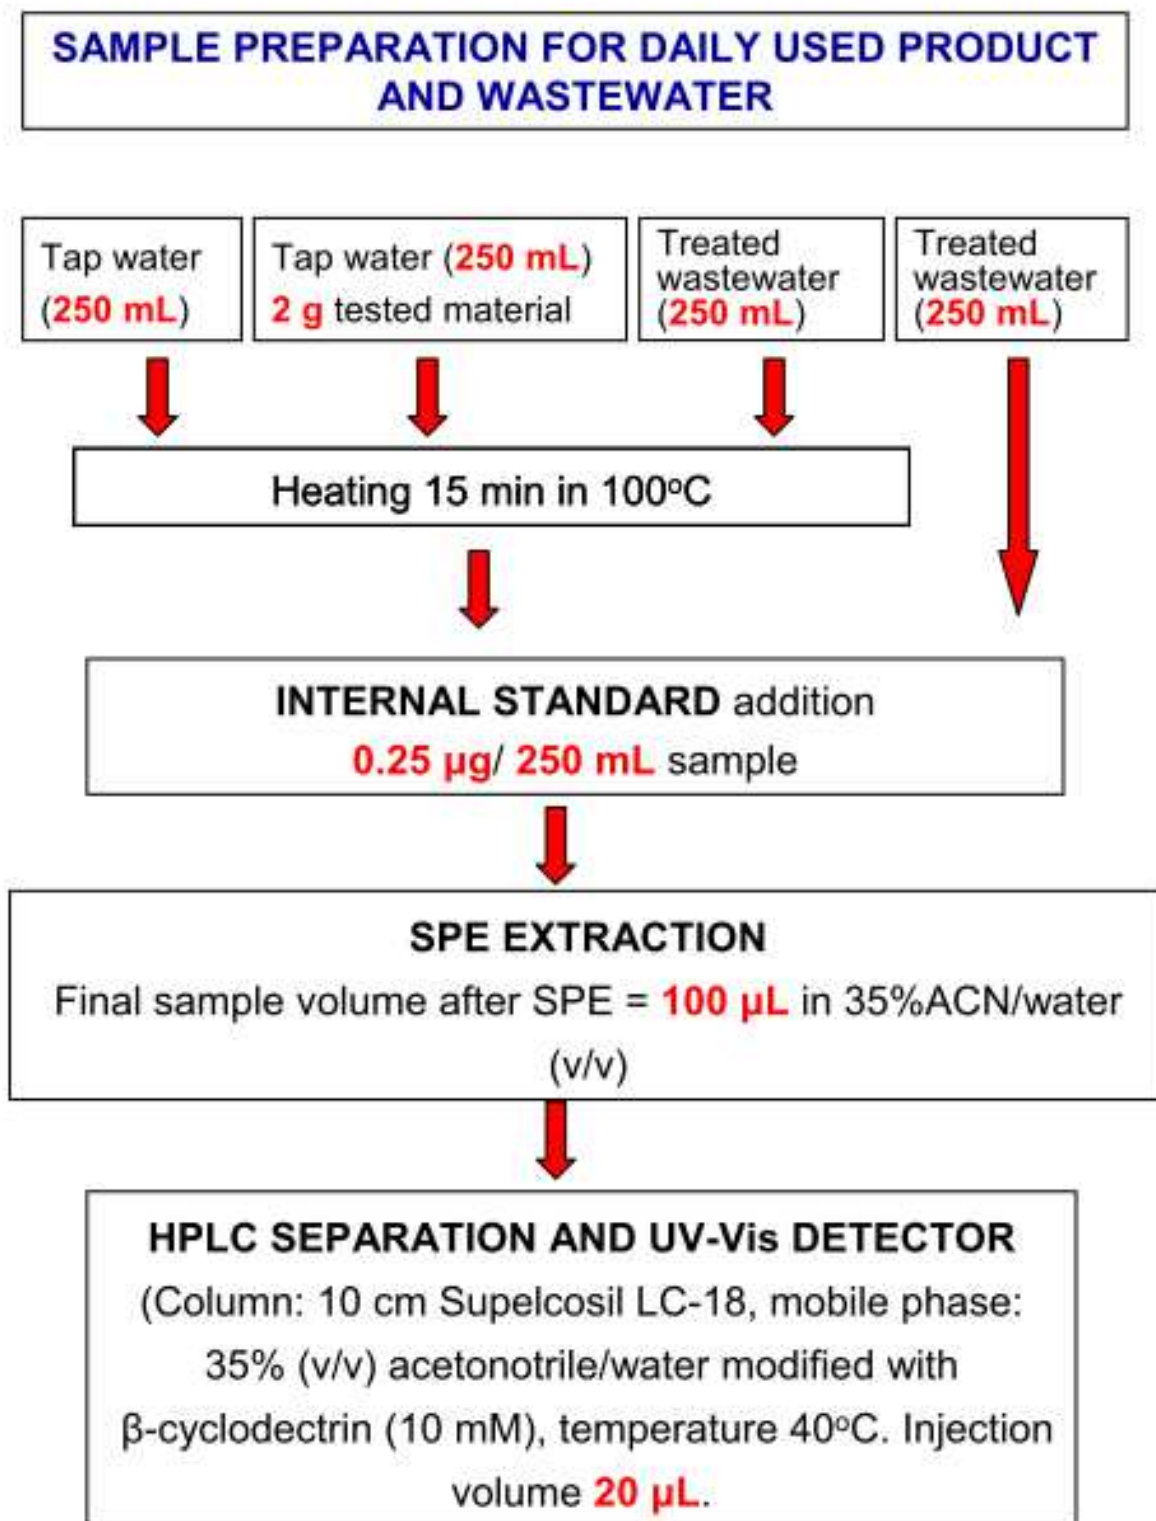 SAMPLE PREPARATION FOR DAILY USED PRODUCT
AND WASTEWATER
Tap water
(250 mL)
Tap water (250 mL)
2 g tested material
Treated
wastewater
(250 mL)
Treated
wastewater
(250 mL)
Heating 15 min in 100ºC
INTERNAL STANDARD addition
0.25 µg/ 250 mL sample
SPE EXTRACTION
Final sample volume after SPE = 100 µL in 35%ACN/water
(v/v)
HPLC SEPARATION AND UV-Vis DETECTOR
(Column: 10 cm Supelcosil LC-18, mobile phase:
35% (v/v) acetonotrile/water modified with
β-cyclodectrin (10 mM), temperature 40ºC. Injection
volume 20 µL.